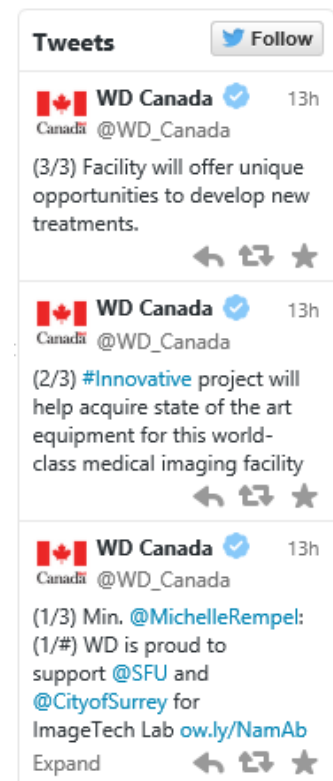 Tweets
Follow
WD Canada 13h
Canada @WD_Canada
(3/3) Facility will offer unique
opportunities to develop new
treatments.
WD Canada 13h
Canada @WD_Canada
(2/3) #Innovative project will
help acquire state of the art
equipment for this world-
class medical imaging facility
WD Canada 13h
Canada @WD_Canada
(1/3) Min. @MichelleRempel:
(1/#) WD is proud to
support @SFU and
@CityofSurrey for
ImageTech Lab ow.ly/NamAb
Expand